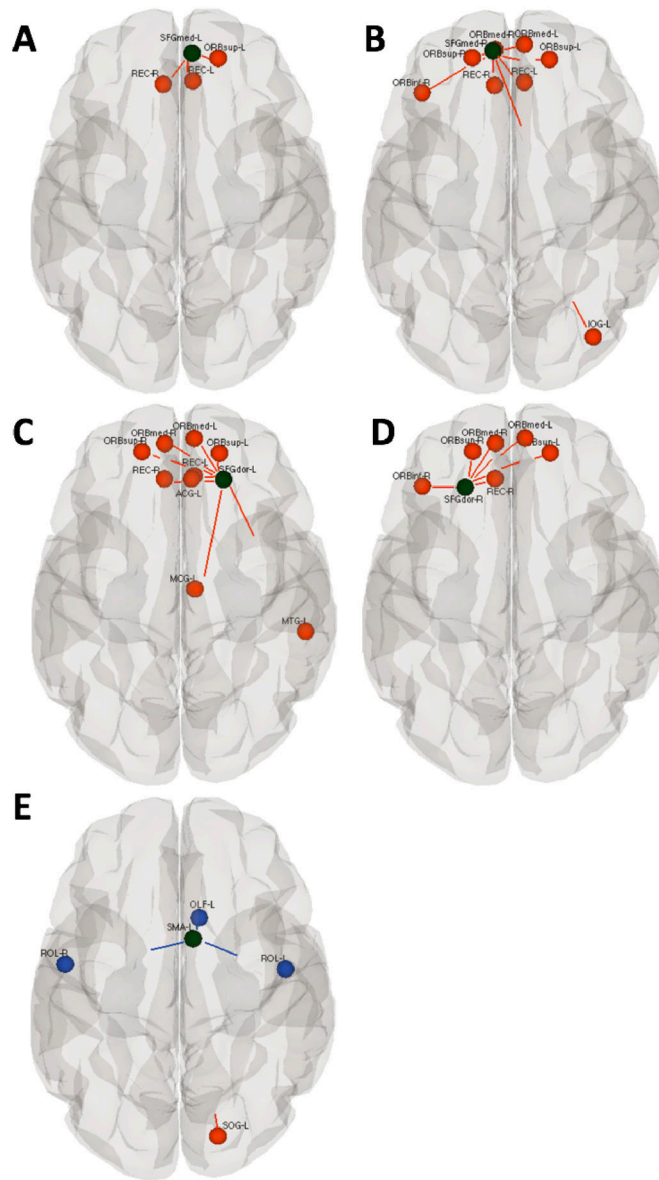 A
SFGmed-L
ORBsup-L
REC-R
REC-L
B
ORBmed-R
ORBmed-L
SFGmed-R
ORBsup-R
ORBsup-L
REC-R
REC-L
ORBinf-R
IOG-L
C
ORBmed-L
ORBmed-R
ORBsup-R
ORBsup-L
REC-L
SFGdor-L
REC-R
ACG-L
MCG-L
MTG-L
D
ORBmed-L
ORBmed-R
ORBsup-R
Bsup-L
ORBinf-R
REC-R
SFGdor-R
E
OLF-L
SMA-L
ROL-R
ROL-L
SOG-L